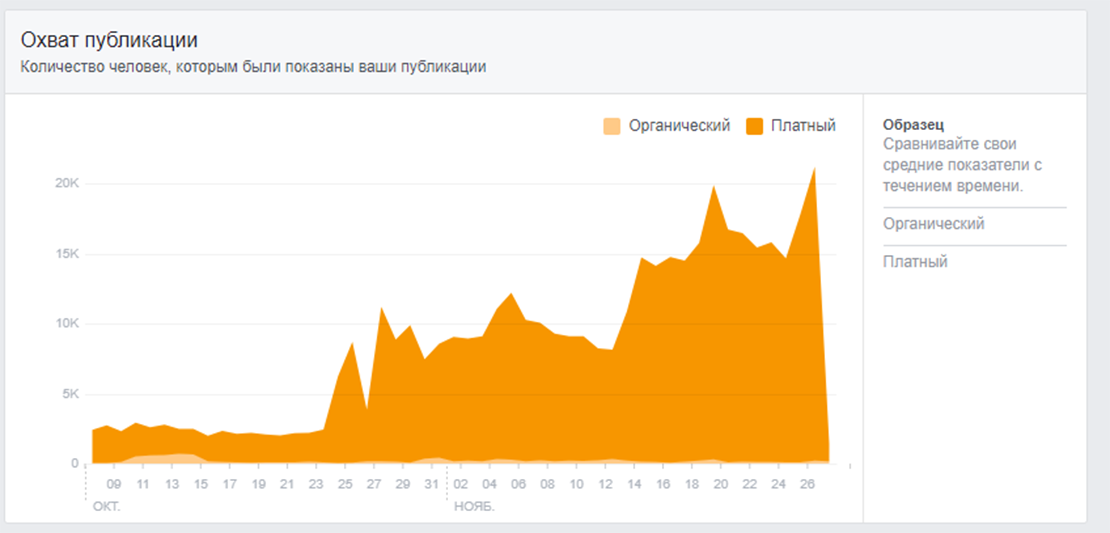 Охват публикации
Количество человек, которым были показаны ваши публикации
Органический Платный
20K
15K
10K
5K
0
09 11 13 15 17 19 21 23 25 27 29 31 02 04 06 08 10 12 14 16 18 20 22 24 26
ОКТ. НОЯБ.
Образец
Сравнивайте свои
средние показатели с
течением времени.
Органический
Платный